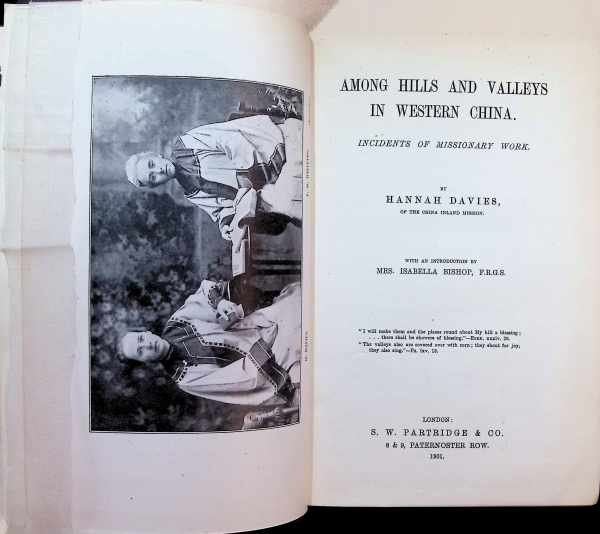 AMONG HILLS AND VALLEYS
IN WESTERN CHINA.
INCIDENTS OF MISSIONARY WORK.
BY
HANNAH DAVIES,
OF THE CHINA INLAND MISSION.
WITH AN INTRODUCTION BY
MRS. ISABELLA BISHOP, F.R.G.S.
"I will make them and the places round about My hill a blessing;
. . . there shall be showers of blessing."—EZEK. xxxiv. 26.
"The valleys also are covered over with corn; they shout for joy;
they also sing."—Ps. lxv. 13.
LONDON:
S. W. PARTRIDGE & CO.
8 & 9, PATERNOSTER ROW.
1901.